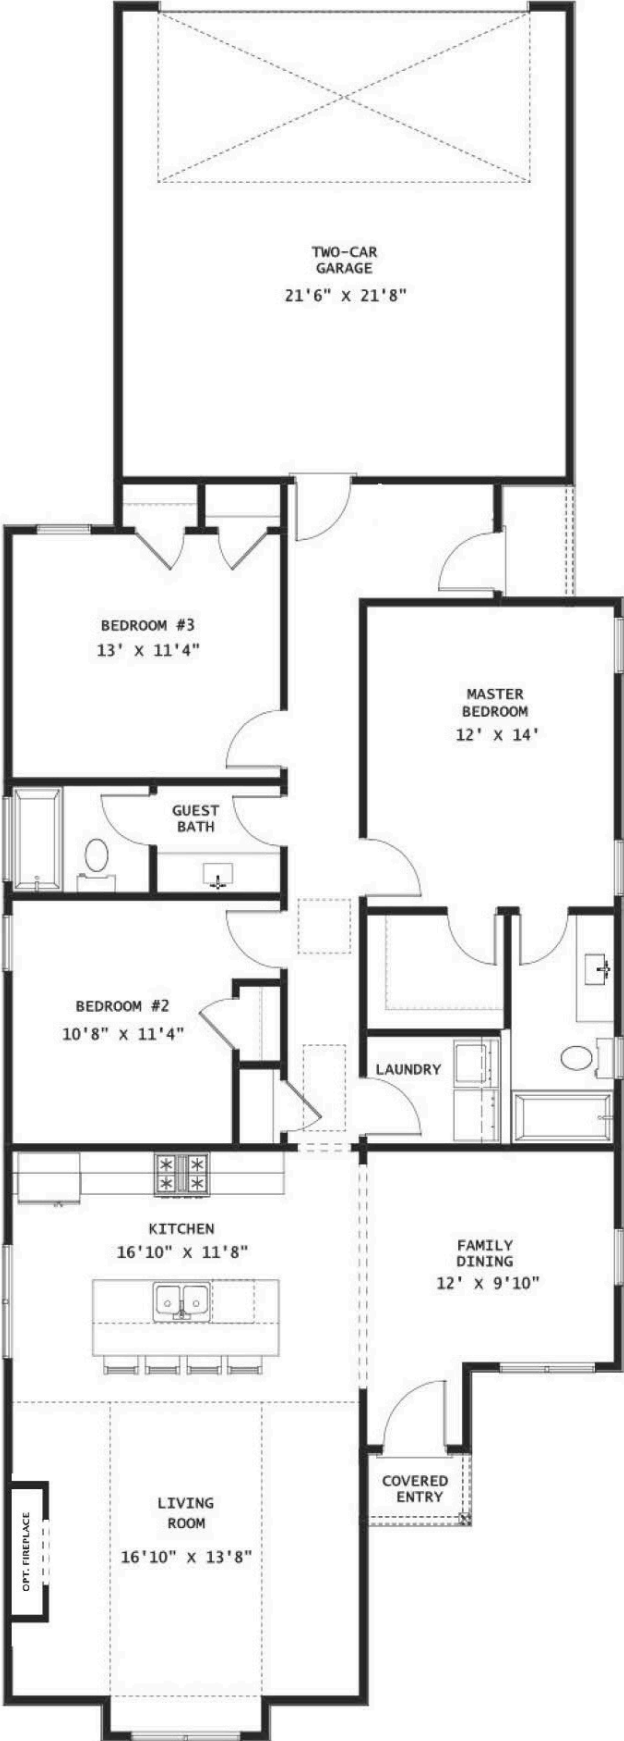 TWO-CAR
GARAGE
21'6" X 21'8"
BEDROOM #3
13' X 11'4"
MASTER
BEDROOM
12' X 14'
GUEST
BATH
BEDROOM #2
10'8" X 11'4"
LAUNDRY
KITCHEN
16'10" X 11'8"
FAMILY
DINING
12' X 9'10"
COVERED
ENTRY
LIVING
ROOM
16'10" X 13'8"
OPT. FIREPLACE